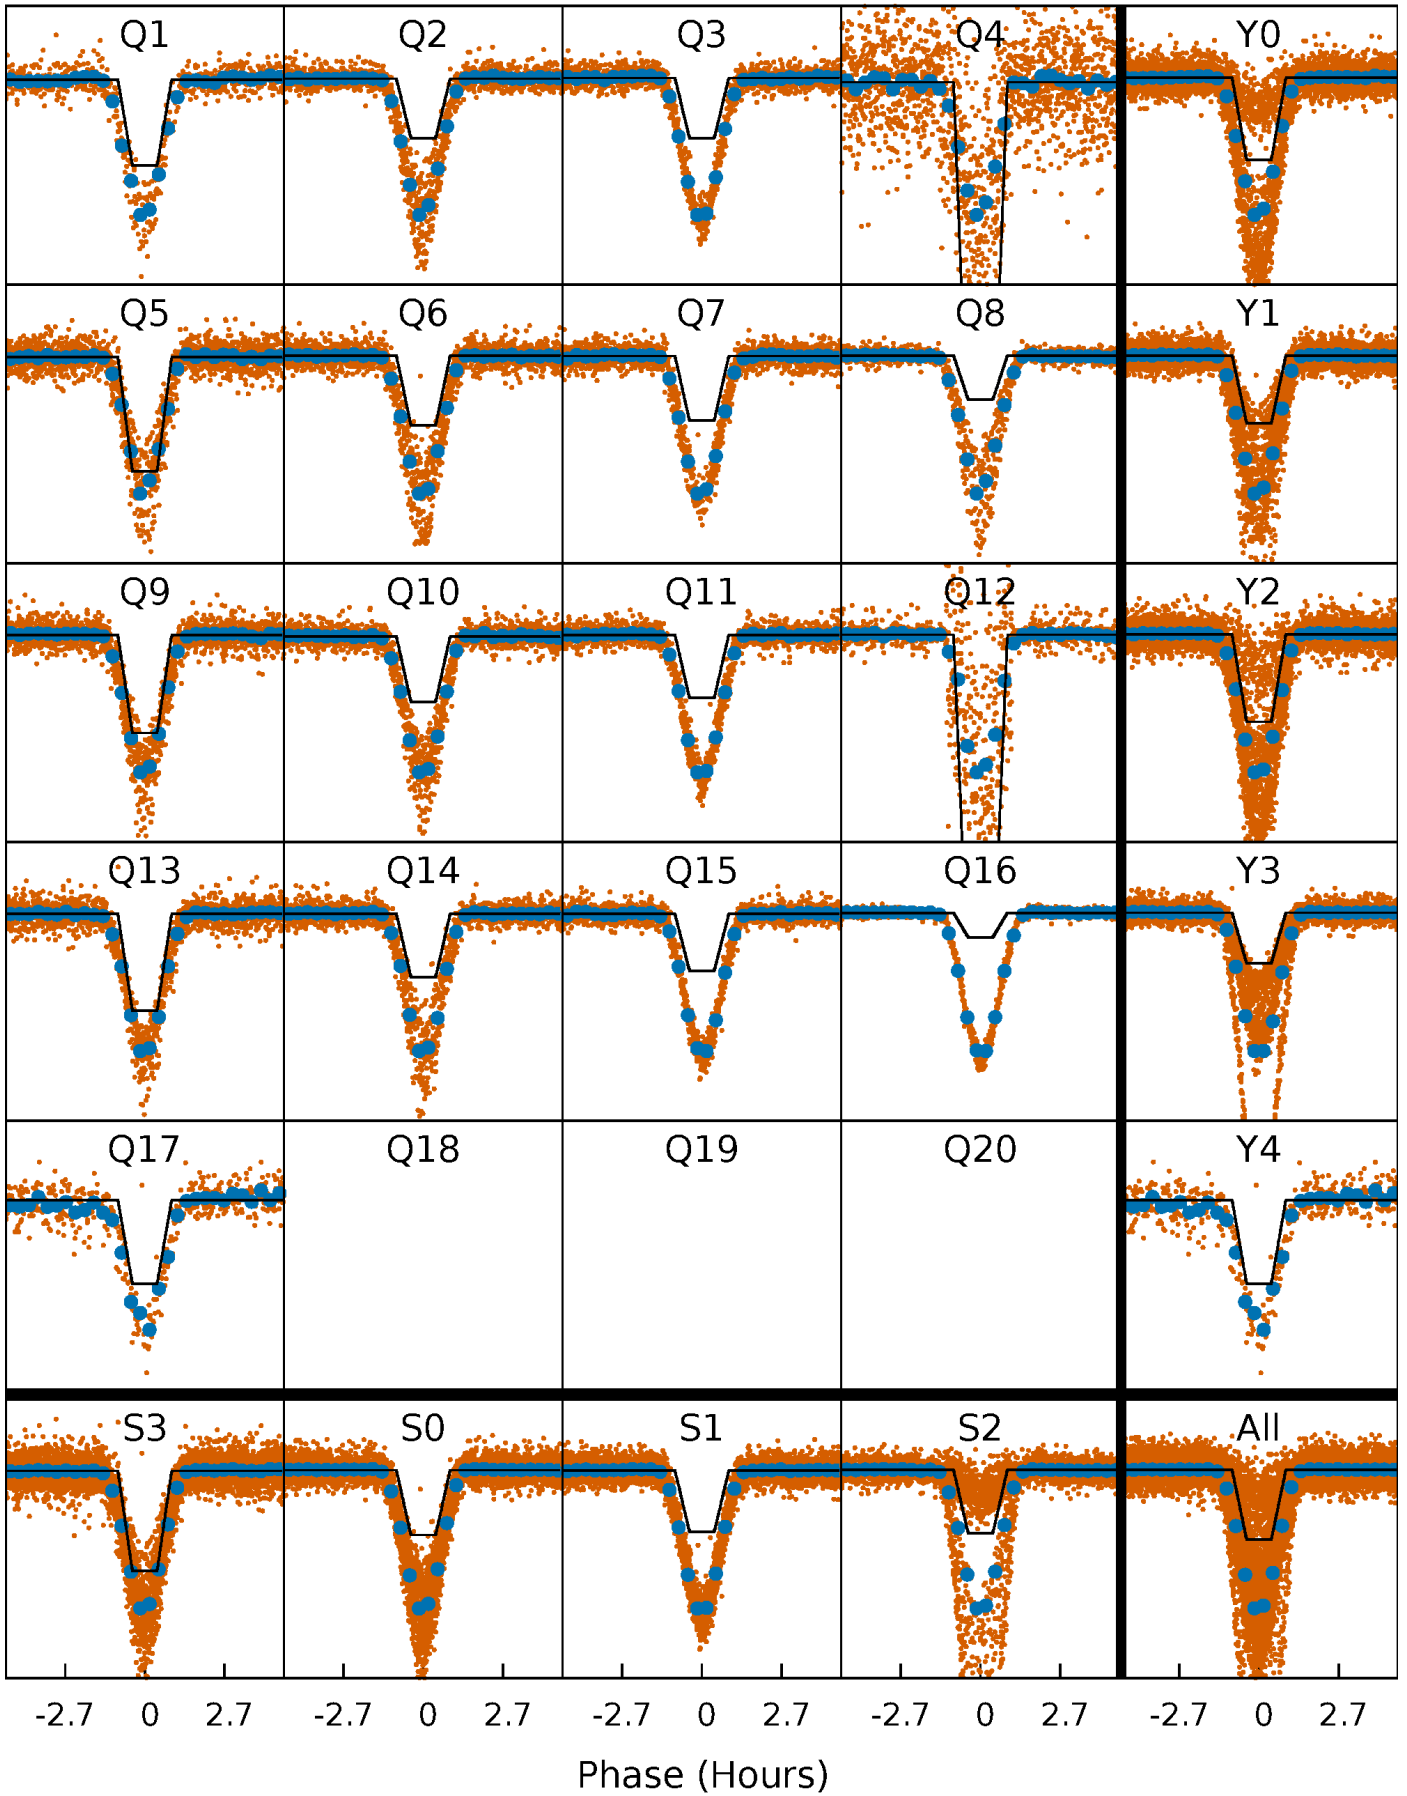 Q1 Q2 Q3 Q4 Y0
Q5 Q6 Q7 Q8 Y1
Q9 Q10 Q11 Q12 Y2
Q13 Q14 Q15 Q16 Y3
Q17 Q18 Q19 Q20 Y4
S3 S0 S1 S2 All
-2.7 0 2.7 -2.7 0 2.7 -2.7 0 2.7 -2.7 0 2.7 -2.7 0 2.7
Phase (Hours)